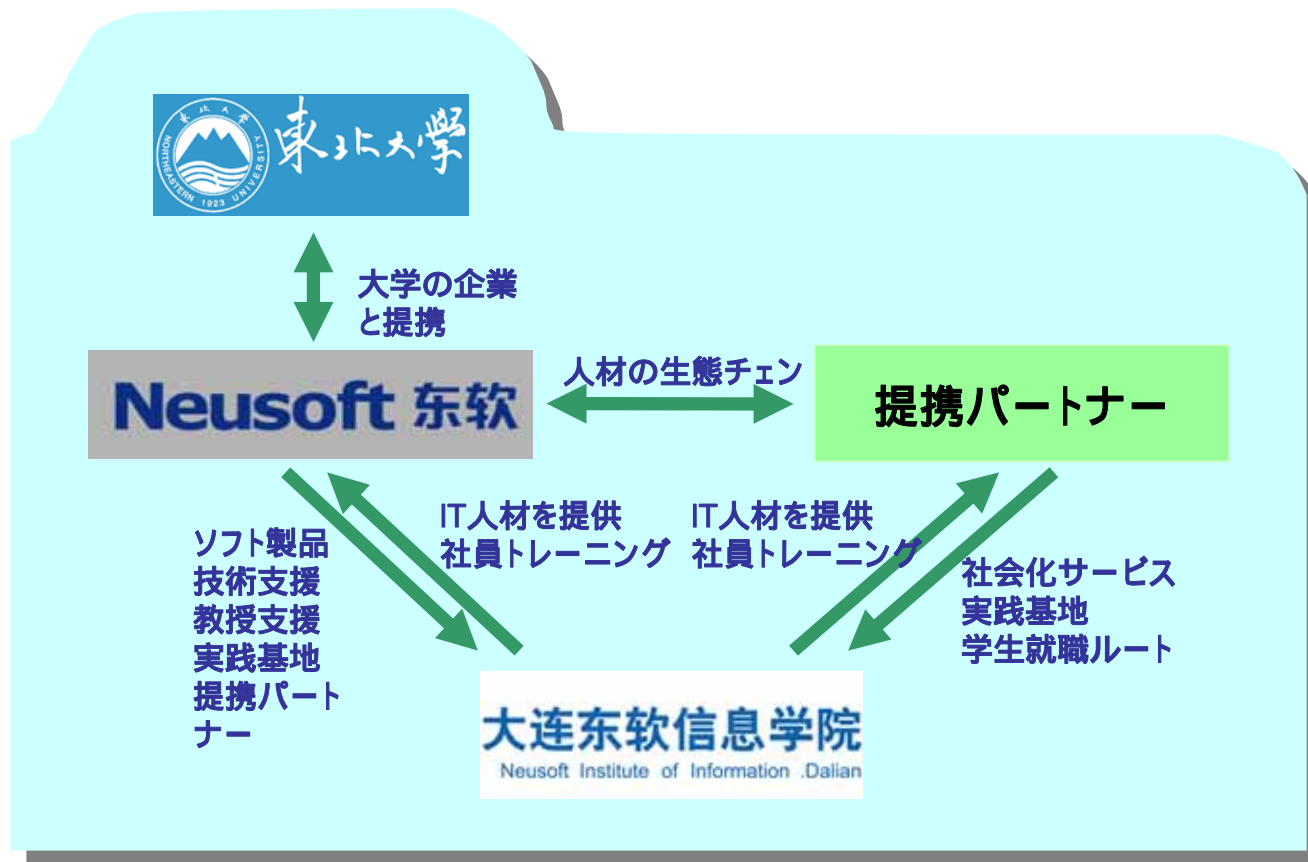 東北大学
NORTHEASTERN 1923 UNIVERSITY
東北大學
大学の企業
と提携
人材の生態チェン
Neusoft 东软
提携パートナー
IT人材を提供
社員トレーニング
IT人材を提供
社員トレーニング
ソフト製品
技術支援
教授支援
実践基地
提携パート
ナー
社会化サービス
実践基地
学生就職ルート
大连东软信息学院
Neusoft Institute of Information .Dalian